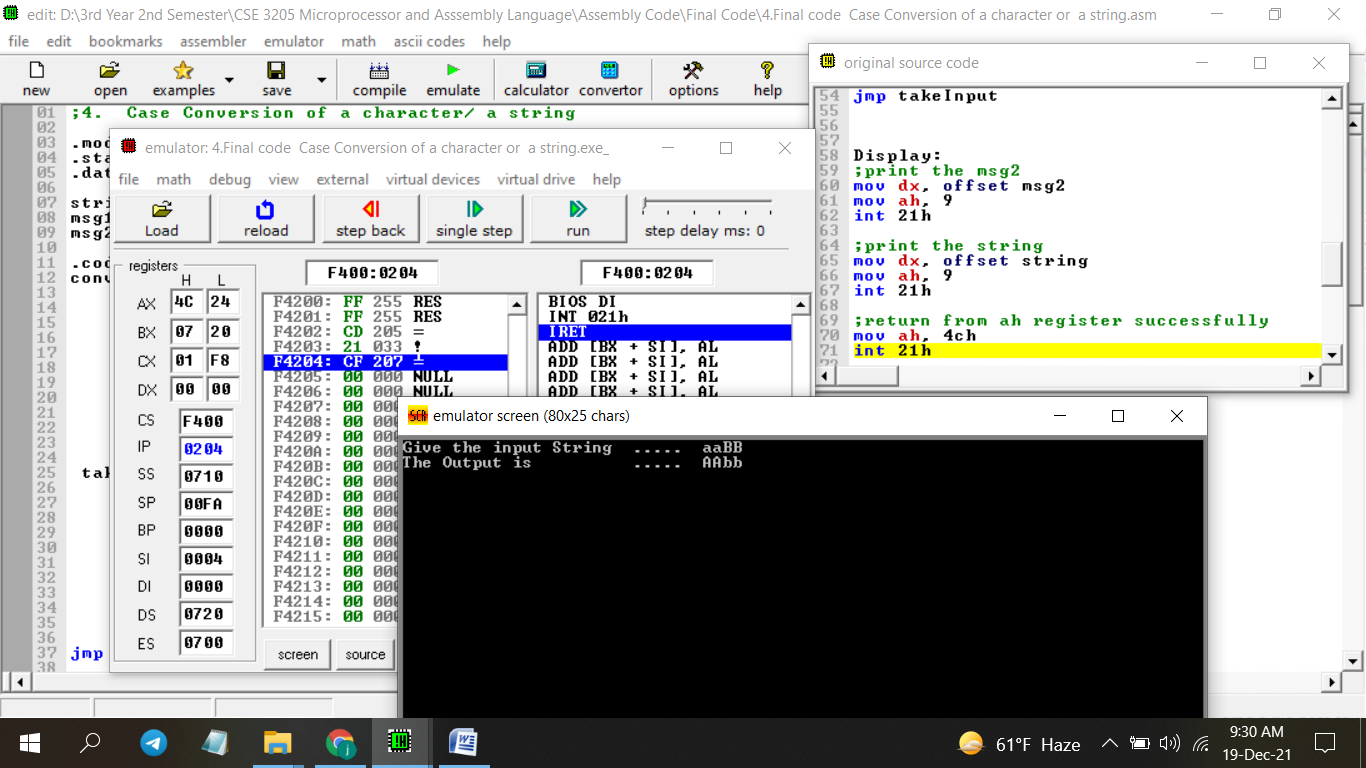 edit: D:\3rd Year 2nd Semester\CSE 3205 Microprocessor and Asssembly Language\Assembly Code\Final Code\4.Final code  Case Conversion of a character or  a string.asm
file edit bookmarks assembler emulator math ascii codes help
new open examples save compile emulate calculator convertor options help
01 ;4.  Case Conversion of a character/ a string
02
03 .mod
04 .sta
05 .dat
06
07 stri
08 msg1
09 msg2
10
11 .cod
12 conv
13
14
15
16
17
18
19
20
21
22
23
24
25 tak
26
27
28
29
30
31
32
33
34
35
36
37 jmp
38
emulator: 4.Final code  Case Conversion of a character or  a string.exe_
file math debug view external virtual devices virtual drive help
Load reload step back single step run step delay ms: 0
registers
H L
AX 4C 24
BX 07 20
CX 01 F8
DX 00 00
CS F400
IP 0204
SS 0710
SP 00FA
BP 0000
SI 0004
DI 0000
DS 0720
ES 0700
F400:0204 F400:0204
F4200: FF 255 RES
F4201: FF 255 RES
F4202: CD 205 =
F4203: 21 033 !
F4204: CF 207
F4205: 00 000 NULL
F4206: 00 000 NULL
F4207: 00 000
F4208: 00 000
F4209: 00 000
F420A: 00 000
F420B: 00 000
F420C: 00 000
F420D: 00 000
F420E: 00 000
F420F: 00 000
F4210: 00 000
F4211: 00 000
F4212: 00 000
F4213: 00 000
F4214: 00 000
F4215: 00 000
BIOS DI
INT 021h
IRET
ADD [BX + SI], AL
ADD [BX + SI], AL
ADD [BX + SI], AL
ADD [BX + SI], AL
screen source
original source code
54 jmp takeInput
55
56
57
58 Display:
59 ;print the msg2
60 mov dx, offset msg2
61 mov ah, 9
62 int 21h
63
64 ;print the string
65 mov dx, offset string
66 mov ah, 9
67 int 21h
68
69 ;return from ah register successfully
70 mov ah, 4ch
71 int 21h
emulator screen (80x25 chars)
Give the input String  .....  aaBB
The Output is          .....  AAbb
61°F Haze
9:30 AM
19-Dec-21